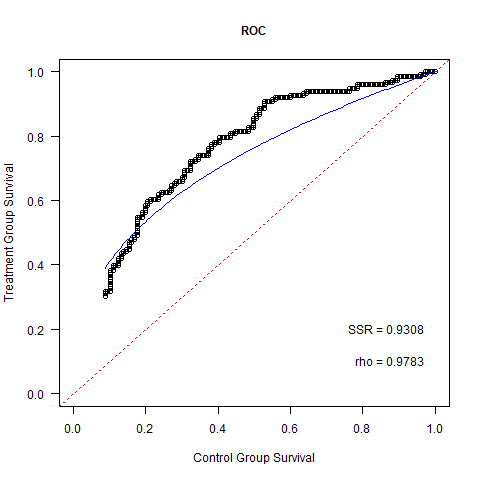 ROC
1.0
0.8
0.6
0.4
0.2
0.0
Treatment Group Survival
SSR = 0.9308
rho = 0.9783
0.0 0.2 0.4 0.6 0.8 1.0
Control Group Survival